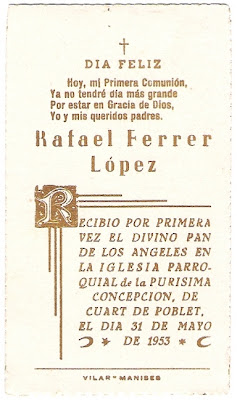 DIA FELIZ
Hoy, mi Primera Comunión,
Ya no tendré día más grande
Por estar en Gracia de Dios,
Yo y mis queridos padres.
Rafael Ferrer
López
RECIBIO POR PRIMERA
VEZ EL DIVINO PAN
DE LOS ANGELES EN
LA IGLESIA PARRO-
QUIAL de la PURISIMA
CONCEPCION, DE
CUART DE POBLET,
EL DIA 31 DE MAYO
DE 1953
VILAR-MANISES